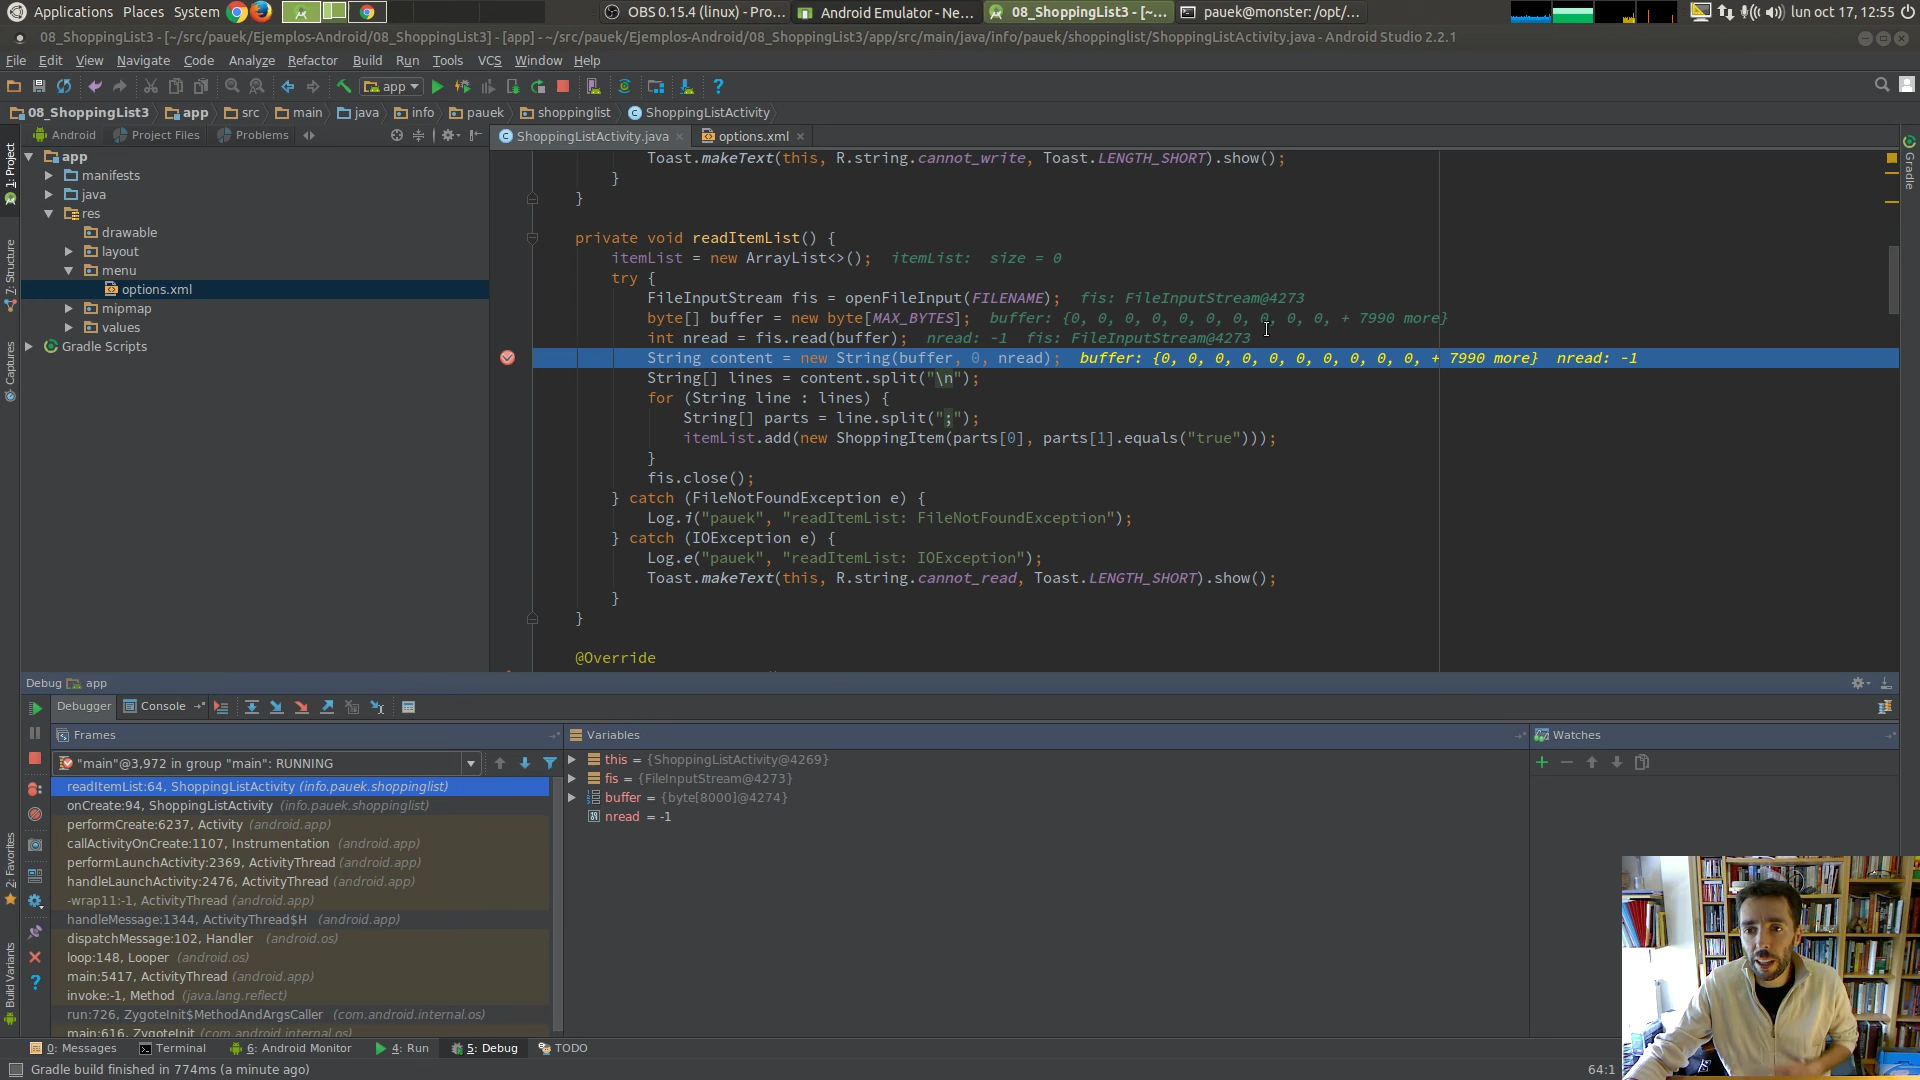 Applications Places System
OBS 0.15.4 (linux) - Pro...
Android Emulator - Ne...
08_ShoppingList3 - [~...
pauek@monster: /opt/...
lun oct 17, 12:55
08_ShoppingList3 - [~/src/pauek/Ejemplos-Android/08_ShoppingList3] - [app] - ~/src/pauek/Ejemplos-Android/08_ShoppingList3/app/src/main/java/info/pauek/shoppinglist/ShoppingListActivity.java - Android Studio 2.2.1
File Edit View Navigate Code Analyze Refactor Build Run Tools VCS Window Help
app
08_ShoppingList3 app src main java info pauek shoppinglist ShoppingListActivity
Android Project Files Problems
ShoppingListActivity.java options.xml
1: Project
7: Structure
Captures
2: Favorites
Build Variants
Gradle
app
manifests
java
res
drawable
layout
menu
options.xml
mipmap
values
Gradle Scripts
Toast.makeText(this, R.string.cannot_write, Toast.LENGTH_SHORT).show();
}
}
private void readItemList() {
itemList = new ArrayList<>(); itemList: size = 0
try {
FileInputStream fis = openFileInput(FILENAME); fis: FileInputStream@4273
byte[] buffer = new byte[MAX_BYTES]; buffer: {0, 0, 0, 0, 0, 0, 0, 0, 0, 0, + 7990 more}
int nread = fis.read(buffer); nread: -1 fis: FileInputStream@4273
String content = new String(buffer, 0, nread); buffer: {0, 0, 0, 0, 0, 0, 0, 0, 0, 0, + 7990 more} nread: -1
String[] lines = content.split("\n");
for (String line : lines) {
String[] parts = line.split(";");
itemList.add(new ShoppingItem(parts[0], parts[1].equals("true")));
}
fis.close();
} catch (FileNotFoundException e) {
Log.i("pauek", "readItemList: FileNotFoundException");
} catch (IOException e) {
Log.e("pauek", "readItemList: IOException");
Toast.makeText(this, R.string.cannot_read, Toast.LENGTH_SHORT).show();
}
}
@Override
Debug app
Debugger Console
Frames
Variables
Watches
"main"@3,972 in group "main": RUNNING
readItemList:64, ShoppingListActivity (info.pauek.shoppinglist)
onCreate:94, ShoppingListActivity (info.pauek.shoppinglist)
performCreate:6237, Activity (android.app)
callActivityOnCreate:1107, Instrumentation (android.app)
performLaunchActivity:2369, ActivityThread (android.app)
handleLaunchActivity:2476, ActivityThread (android.app)
-wrap11:-1, ActivityThread (android.app)
handleMessage:1344, ActivityThread$H (android.app)
dispatchMessage:102, Handler (android.os)
loop:148, Looper (android.os)
main:5417, ActivityThread (android.app)
invoke:-1, Method (java.lang.reflect)
run:726, ZygoteInit$MethodAndArgsCaller (com.android.internal.os)
main:616, ZygoteInit (com.android.internal.os)
this = {ShoppingListActivity@4269}
fis = {FileInputStream@4273}
buffer = {byte[8000]@4274}
nread = -1
0: Messages Terminal 6: Android Monitor 4: Run 5: Debug TODO
Gradle build finished in 774ms (a minute ago)
64:1